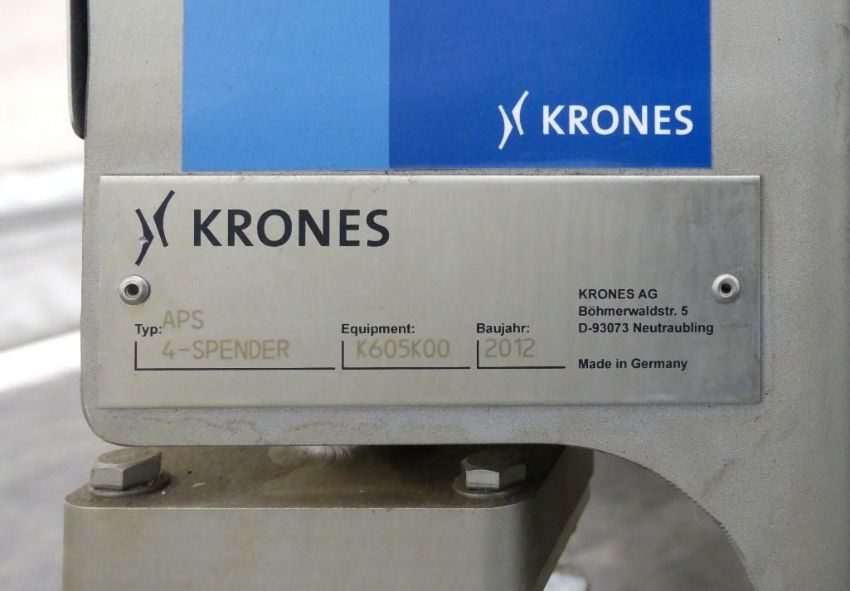 KRONES
KRONES
Typ: APS
4-SPENDER
Equipment:
K605K00
Baujahr:
2012
KRONES AG
Böhmerwaldstr. 5
D-93073 Neutraubling
Made in Germany